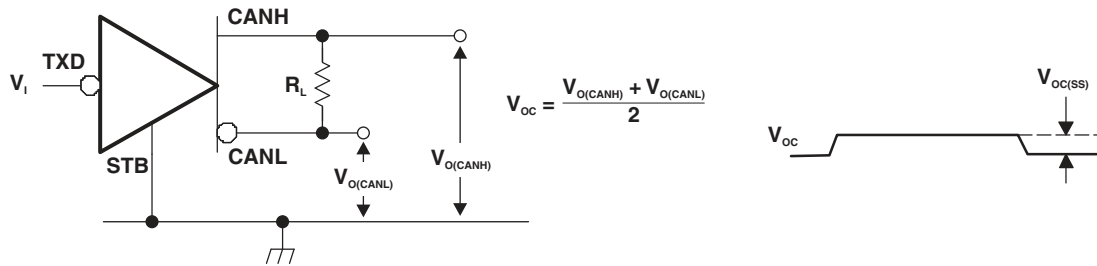 CANH
TXD
V_I
R_L
CANL
STB
V_O(CANL)
V_O(CANH)
V_OC = (V_O(CANH) + V_O(CANL)) / 2
V_OC
V_OC(SS)